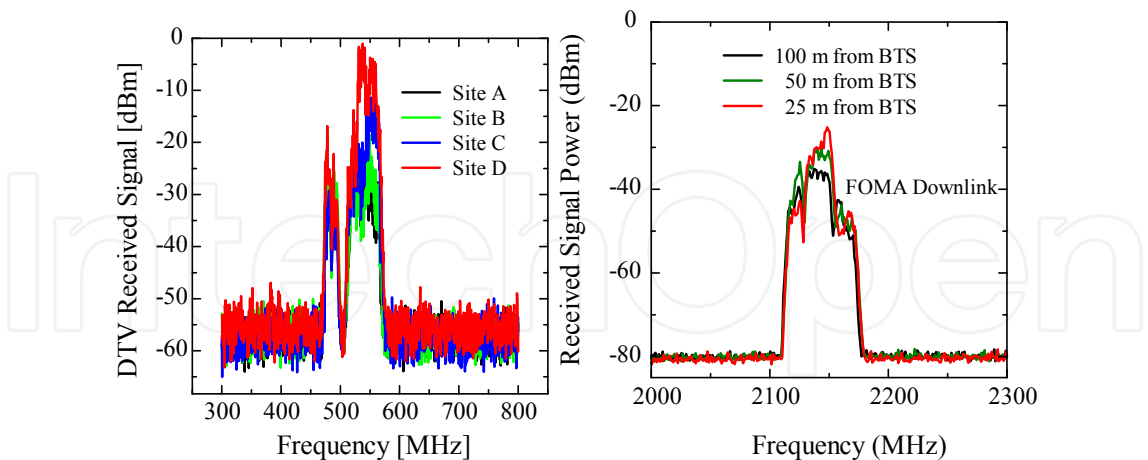 DTV Received Signal [dBm]
0
-10
-20
-30
-40
-50
-60
300 400 500 600 700 800
Frequency [MHz]
Site A
Site B
Site C
Site D
Received Signal Power (dBm)
0
-20
-40
-60
-80
2000 2100 2200 2300
Frequency (MHz)
100 m from BTS
50 m from BTS
25 m from BTS
FOMA Downlink
IntechOpen